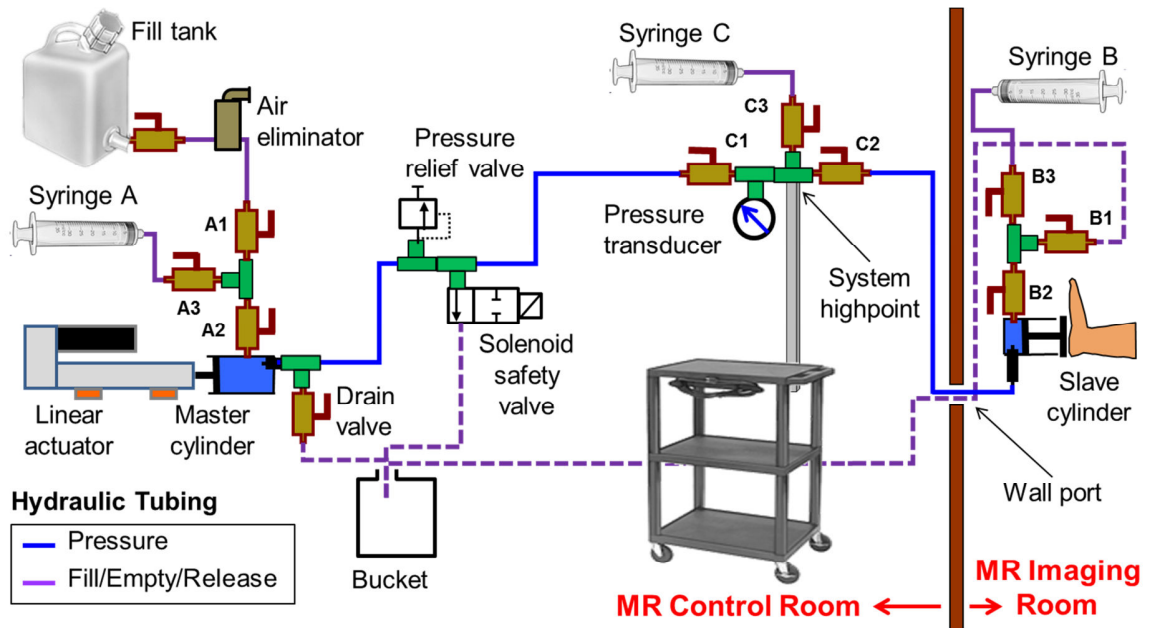 Fill tank
Syringe C
Syringe B
Air
eliminator
Pressure
relief valve
C3
C1
C2
B3
B1
Syringe A
A1
Pressure
transducer
A3
System
highpoint
B2
A2
Solenoid
safety
valve
Linear
actuator
Master
cylinder
Drain
valve
Slave
cylinder
Wall port
Hydraulic Tubing
Pressure
Fill/Empty/Release
Bucket
MR Control Room
MR Imaging
Room